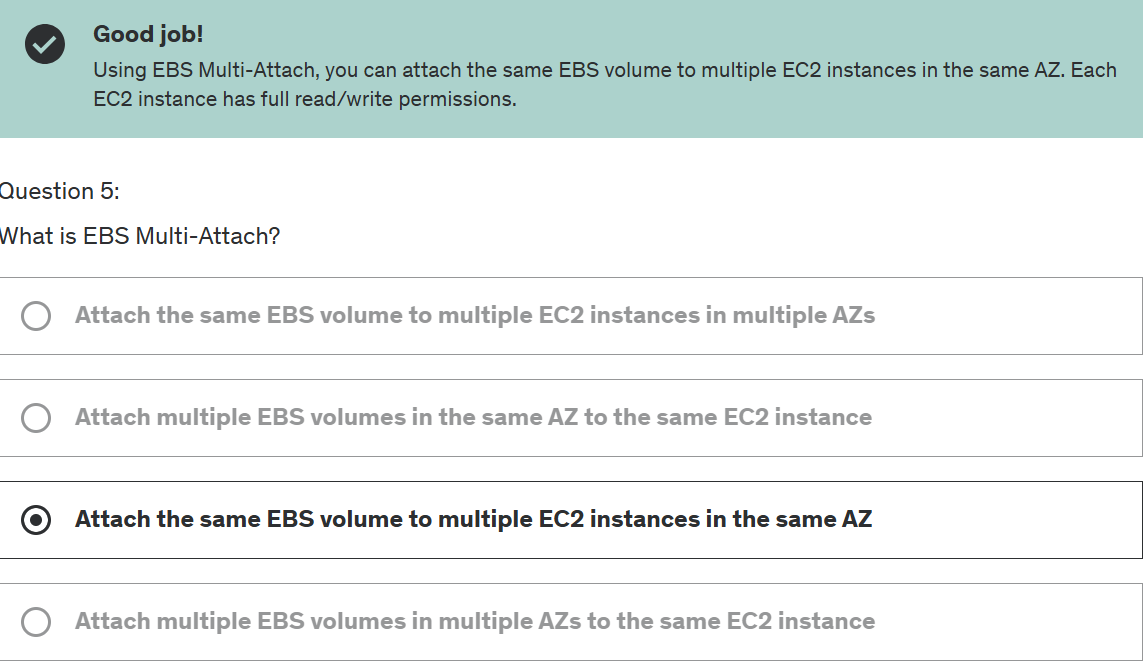 Good job!
Using EBS Multi-Attach, you can attach the same EBS volume to multiple EC2 instances in the same AZ. Each
EC2 instance has full read/write permissions.
Question 5:
What is EBS Multi-Attach?
Attach the same EBS volume to multiple EC2 instances in multiple AZs
Attach multiple EBS volumes in the same AZ to the same EC2 instance
Attach the same EBS volume to multiple EC2 instances in the same AZ
Attach multiple EBS volumes in multiple AZs to the same EC2 instance